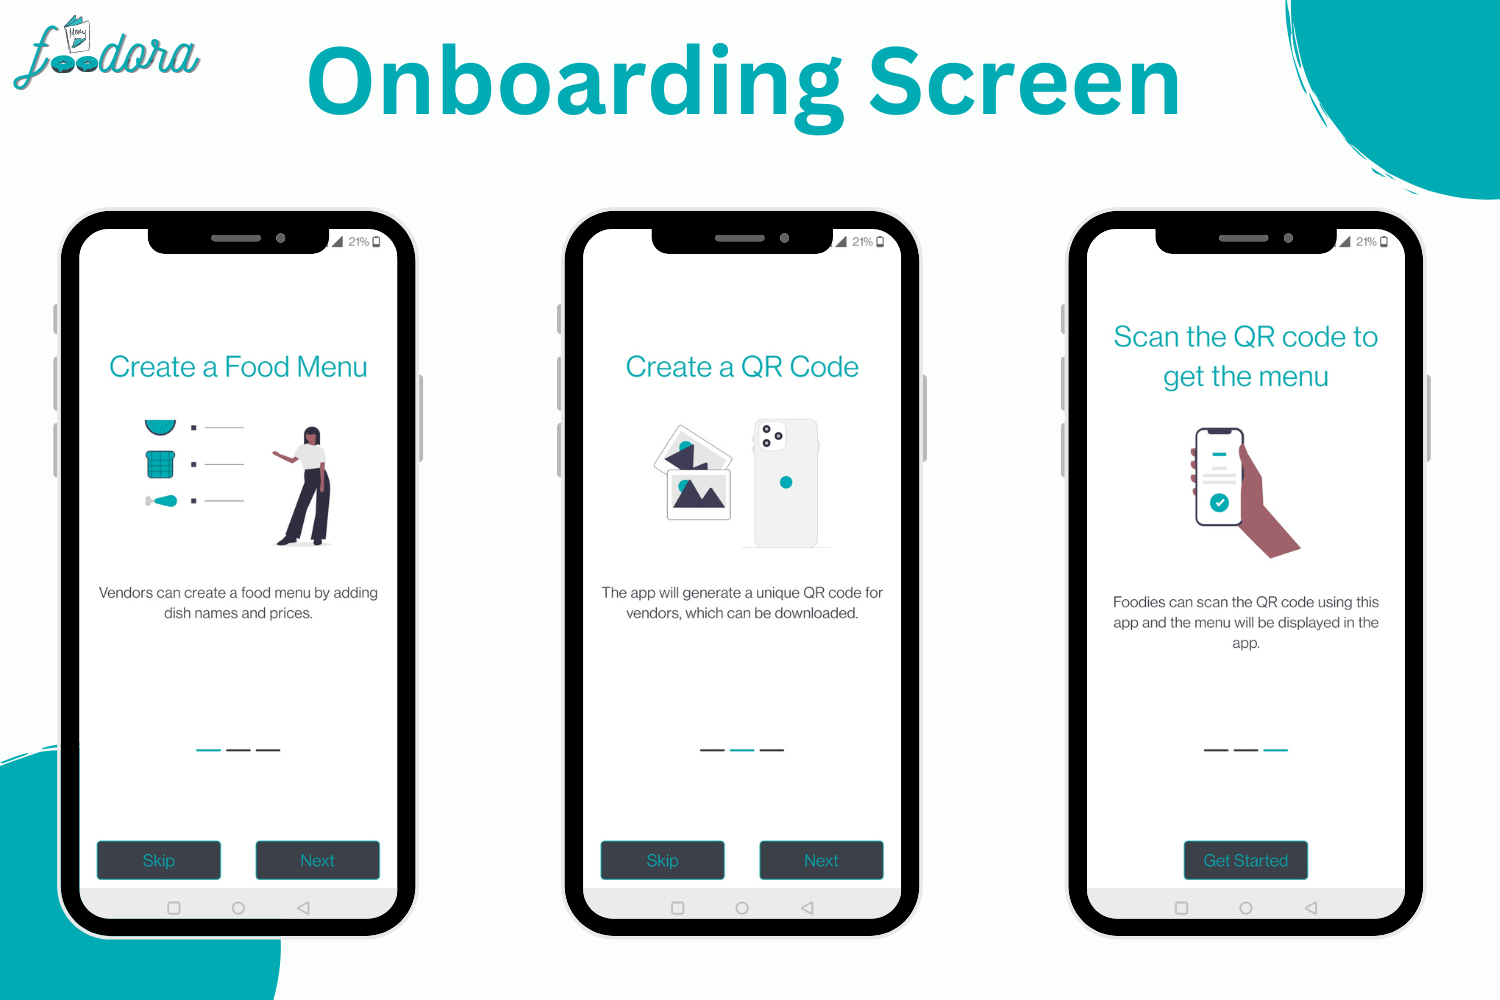 foodora
Menu
Onboarding Screen
21%
Create a Food Menu
Vendors can create a food menu by adding
dish names and prices.
Skip
Next
21%
Create a QR Code
The app will generate a unique QR code for
vendors, which can be downloaded.
Skip
Next
21%
Scan the QR code to
get the menu
Foodies can scan the QR code using this
app and the menu will be displayed in the
app.
Get Started